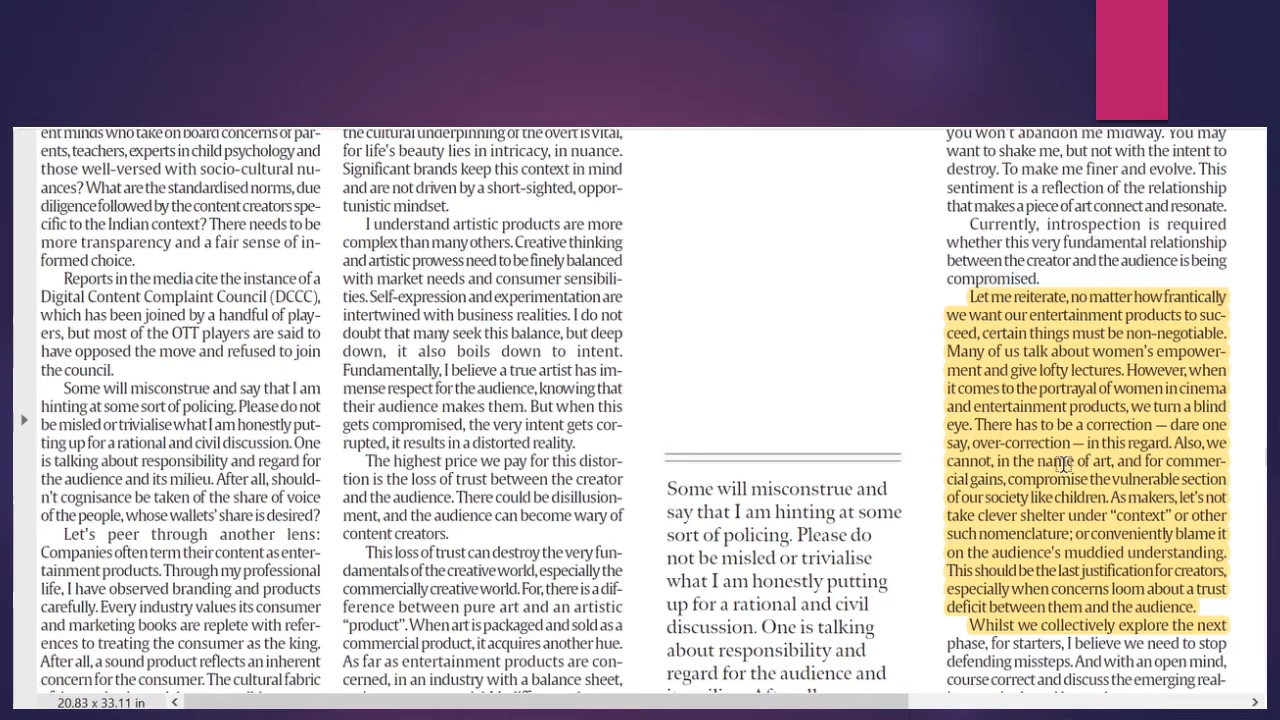 ent minds who take on board concerns of par-
ents, teachers, experts in child psychology and
those well-versed with socio-cultural nu-
ances? What are the standardised norms, due
diligence followed by the content creators spe-
cific to the Indian context? There needs to be
more transparency and a fair sense of in-
formed choice.
Reports in the media cite the instance of a
Digital Content Complaint Council (DCCC),
which has been joined by a handful of play-
ers, but most of the OTT players are said to
have opposed the move and refused to join
the council.
Some will misconstrue and say that I am
hinting at some sort of policing. Please do not
be misled or trivialise what I am honestly put-
ting up for a rational and civil discussion. One
is talking about responsibility and regard for
the audience and its milieu. After all, should-
n't cognisance be taken of the share of voice
of the people, whose wallets' share is desired?
Let's peer through another lens:
Companies often term their content as enter-
tainment products. Through my professional
life, I have observed branding and products
carefully. Every industry values its consumer
and marketing books are replete with refer-
ences to treating the consumer as the king.
After all, a sound product reflects an inherent
concern for the consumer. The cultural fabric
the cultural underpinning of the overt is vital,
for life's beauty lies in intricacy, in nuance.
Significant brands keep this context in mind
and are not driven by a short-sighted, oppor-
tunistic mindset.
I understand artistic products are more
complex than many others. Creative thinking
and artistic prowess need to be finely balanced
with market needs and consumer sensibili-
ties. Self-expression and experimentation are
intertwined with business realities. I do not
doubt that many seek this balance, but deep
down, it also boils down to intent.
Fundamentally, I believe a true artist has im-
mense respect for the audience, knowing that
their audience makes them. But when this
gets compromised, the very intent gets cor-
rupted, it results in a distorted reality.
The highest price we pay for this distor-
tion is the loss of trust between the creator
and the audience. There could be disillusion-
ment, and the audience can become wary of
content creators.
This loss of trust can destroy the very fun-
damentals of the creative world, especially the
commercially creative world. For, there is a dif-
ference between pure art and an artistic
"product". When art is packaged and sold as a
commercial product, it acquires another hue.
As far as entertainment products are con-
cerned, in an industry with a balance sheet,
Some will misconstrue and
say that I am hinting at some
sort of policing. Please do
not be misled or trivialise
what I am honestly putting
up for a rational and civil
discussion. One is talking
about responsibility and
regard for the audience and
you won't abandon me midway. You may
want to shake me, but not with the intent to
destroy. To make me finer and evolve. This
sentiment is a reflection of the relationship
that makes a piece of art connect and resonate.
Currently, introspection is required
whether this very fundamental relationship
between the creator and the audience is being
compromised.
Let me reiterate, no matter how frantically
we want our entertainment products to suc-
ceed, certain things must be non-negotiable.
Many of us talk about women's empower-
ment and give lofty lectures. However, when
it comes to the portrayal of women in cinema
and entertainment products, we turn a blind
eye. There has to be a correction — dare one
say, over-correction — in this regard. Also, we
cannot, in the name of art, and for commer-
cial gains, compromise the vulnerable section
of our society like children. As makers, let's not
take clever shelter under "context" or other
such nomenclature; or conveniently blame it
on the audience's muddied understanding.
This should be the last justification for creators,
especially when concerns loom about a trust
deficit between them and the audience.
Whilst we collectively explore the next
phase, for starters, I believe we need to stop
defending missteps. And with an open mind,
course correct and discuss the emerging real-
20.83 x 33.11 in